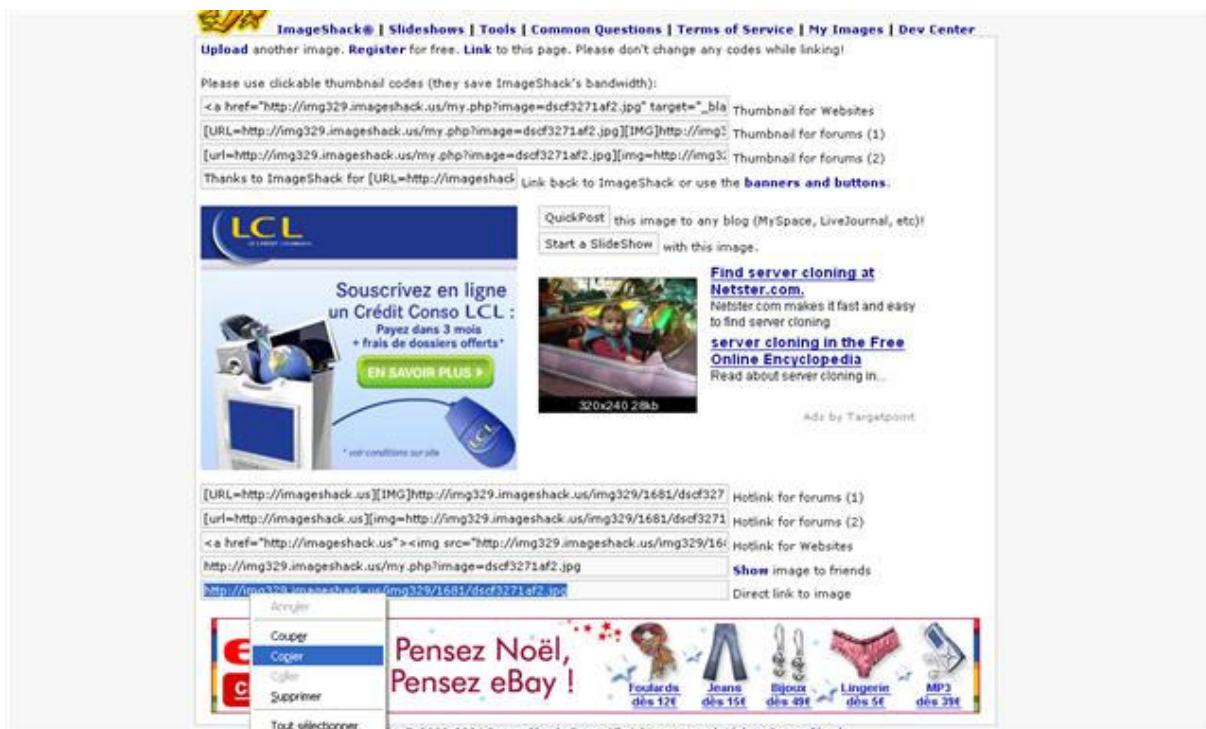 ImageShack® | Slideshows | Tools | Common Questions | Terms of Service | My Images | Dev Center
Upload another image. Register for free. Link to this page. Please don't change any codes while linking!
Please use clickable thumbnail codes (they save ImageShack's bandwidth):
<a href="http://img329.imageshack.us/my.php?image=dscf3271af2.jpg" target="_bla Thumbnail for Websites
[URL=http://img329.imageshack.us/my.php?image=dscf3271af2.jpg][IMG]http://img3 Thumbnail for forums (1)
[url=http://img329.imageshack.us/my.php?image=dscf3271af2.jpg][img=http://img32 Thumbnail for forums (2)
Thanks to ImageShack for [URL=http://imageshack Link back to ImageShack or use the banners and buttons.
LCL
QuickPost this image to any blog (MySpace, LiveJournal, etc)!
Start a SlideShow with this image.
Souscrivez en ligne
un Crédit Conso LCL :
Payez dans 3 mois
+ frais de dossiers offerts*
EN SAVOIR PLUS
LCL
* voir conditions sur site
320x240 28kb
Find server cloning at
Netster.com.
Netster.com makes it fast and easy
to find server cloning
server cloning in the Free
Online Encyclopedia
Read about server cloning in...
Ads by Targetpoint
[URL=http://imageshack.us][IMG]http://img329.imageshack.us/img329/1681/dscf327 Hotlink for forums (1)
[url=http://imageshack.us][img=http://img329.imageshack.us/img329/1681/dscf3271 Hotlink for forums (2)
<a href="http://imageshack.us"><img src="http://img329.imageshack.us/img329/168 Hotlink for Websites
http://img329.imageshack.us/my.php?image=dscf3271af2.jpg Show image to friends
http://img329.imageshack.us/img329/1681/dscf3271af2.jpg Direct link to image
Annuler
Couper
Copier
Coller
Supprimer
Tout sélectionner
Pensez Noël,
Pensez eBay !
Foulards
dès 12€
Jeans
dès 15€
Bijoux
dès 49€
Lingerie
dès 5€
MP3
dès 39€